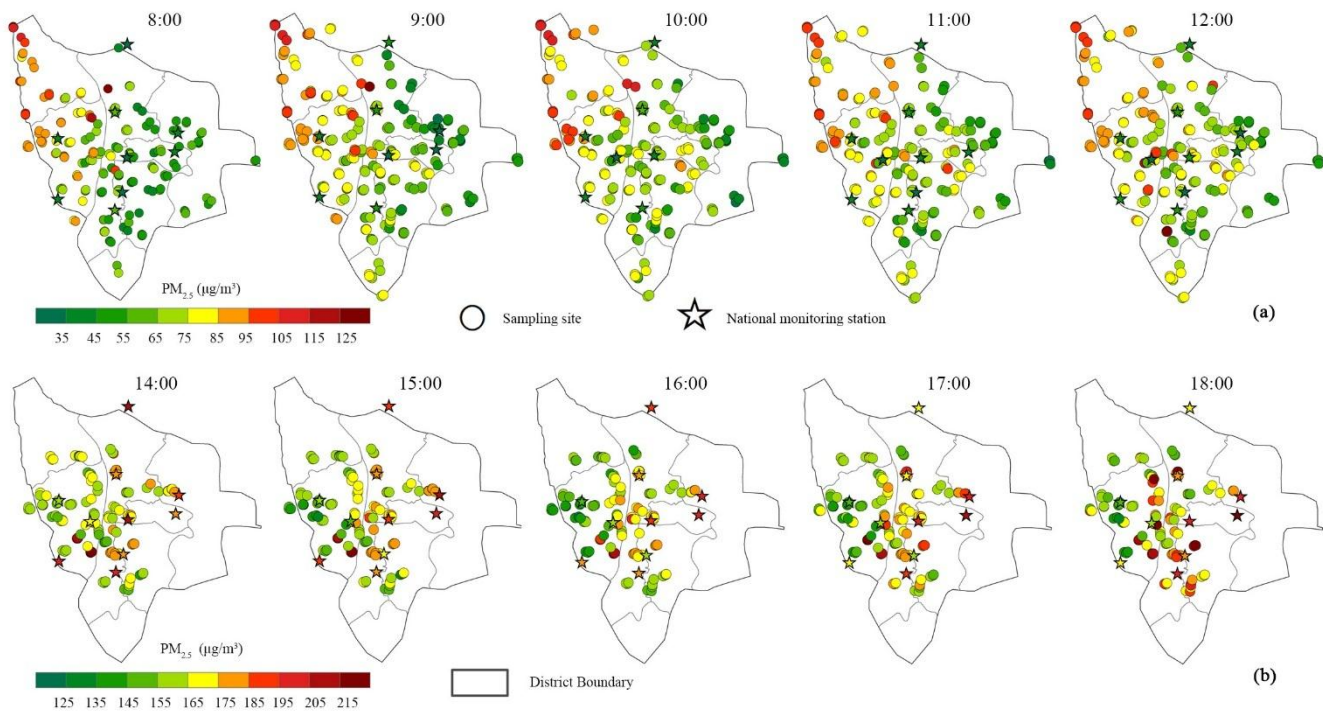 8:00 9:00 10:00 11:00 12:00
PM2.5 (μg/m³)
35 45 55 65 75 85 95 105 115 125
Sampling site
National monitoring station
(a)
14:00 15:00 16:00 17:00 18:00
PM2.5 (μg/m³)
125 135 145 155 165 175 185 195 205 215
District Boundary
(b)